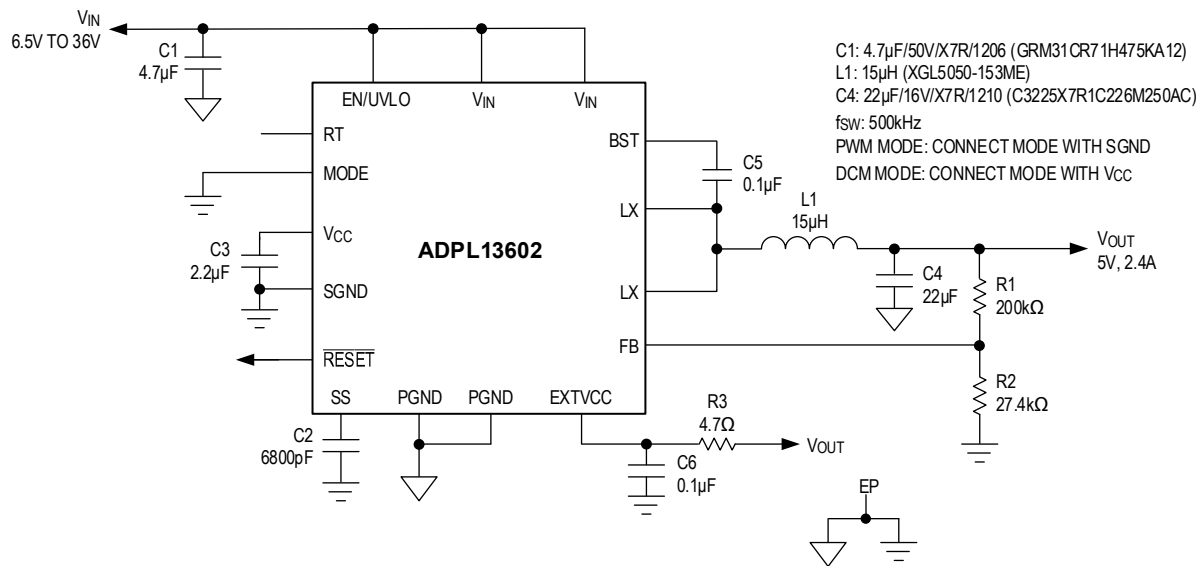 VIN
6.5V TO 36V
C1
4.7µF
EN/UVLO
VIN
VIN
C1: 4.7µF/50V/X7R/1206 (GRM31CR71H475KA12)
L1: 15µH (XGL5050-153ME)
C4: 22µF/16V/X7R/1210 (C3225X7R1C226M250AC)
fSW: 500kHz
PWM MODE: CONNECT MODE WITH SGND
DCM MODE: CONNECT MODE WITH VCC
RT
MODE
VCC
C3
2.2µF
SGND
RESET
ADPL13602
BST
C5
0.1µF
LX
L1
15µH
LX
VOUT
5V, 2.4A
C4
22µF
R1
200kΩ
FB
R2
27.4kΩ
SS
PGND
PGND
EXTVCC
C2
6800pF
R3
4.7Ω
VOUT
C6
0.1µF
EP